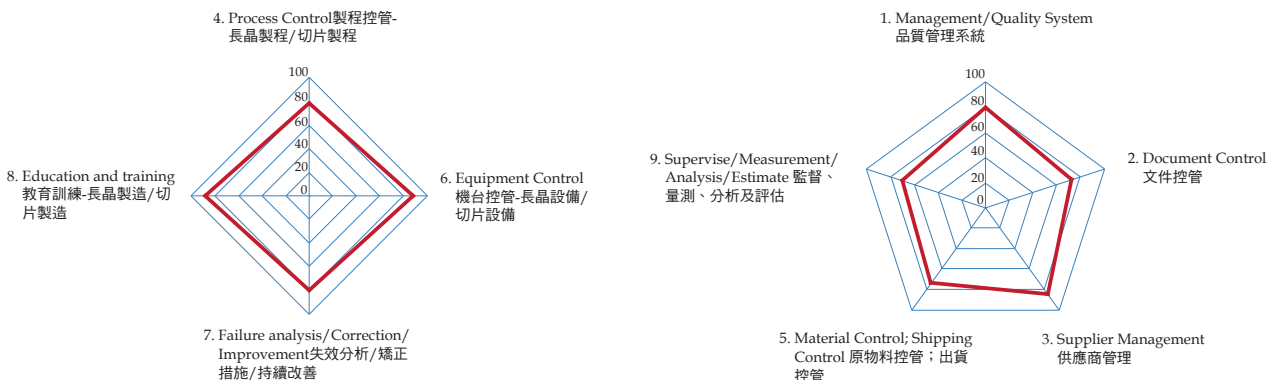 4. Process Control製程控管-
長晶製程/切片製程
100
80
60
40
20
0
8. Education and training
教育訓練-長晶製造/切
片製造
6. Equipment Control
機台控管-長晶設備/
切片設備
7. Failure analysis/Correction/
Improvement失效分析/矯正
措施/持續改善
1. Management/Quality System
品質管理系統
100
80
60
40
20
0
9. Supervise/Measurement/
Analysis/Estimate 監督、
量測、分析及評估
2. Document Control
文件控管
5. Material Control; Shipping
Control 原物料控管；出貨
控管
3. Supplier Management
供應商管理